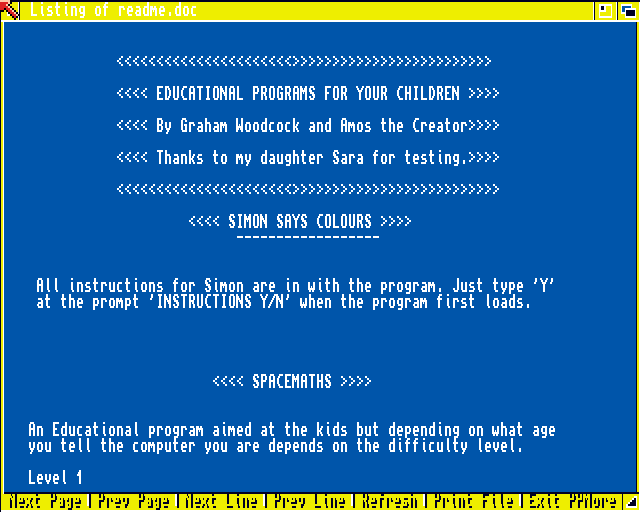 Listing of readme.doc
<<<<<<<<<<<<<<<<<<<<<<>>>>>>>>>>>>>>>>>>>>>>>>>
<<<< EDUCATIONAL PROGRAMS FOR YOUR CHILDREN >>>>
<<<< By Graham Woodcock and Amos the Creator>>>>
<<<< Thanks to my daughter Sara for testing.>>>>
<<<<<<<<<<<<<<<<<<<<<<>>>>>>>>>>>>>>>>>>>>>>>>>>
<<<< SIMON SAYS COLOURS >>>>
------------------
All instructions for Simon are in with the program. Just type 'Y'
at the prompt 'INSTRUCTIONS Y/N' when the program first loads.
<<<< SPACEMATHS >>>>
An Educational program aimed at the kids but depending on what age
you tell the computer you are depends on the difficulty level.
Level 1
Next Page|Prev Page|Next Line|Prev Line|Refresh|Print File|Exit PPMore